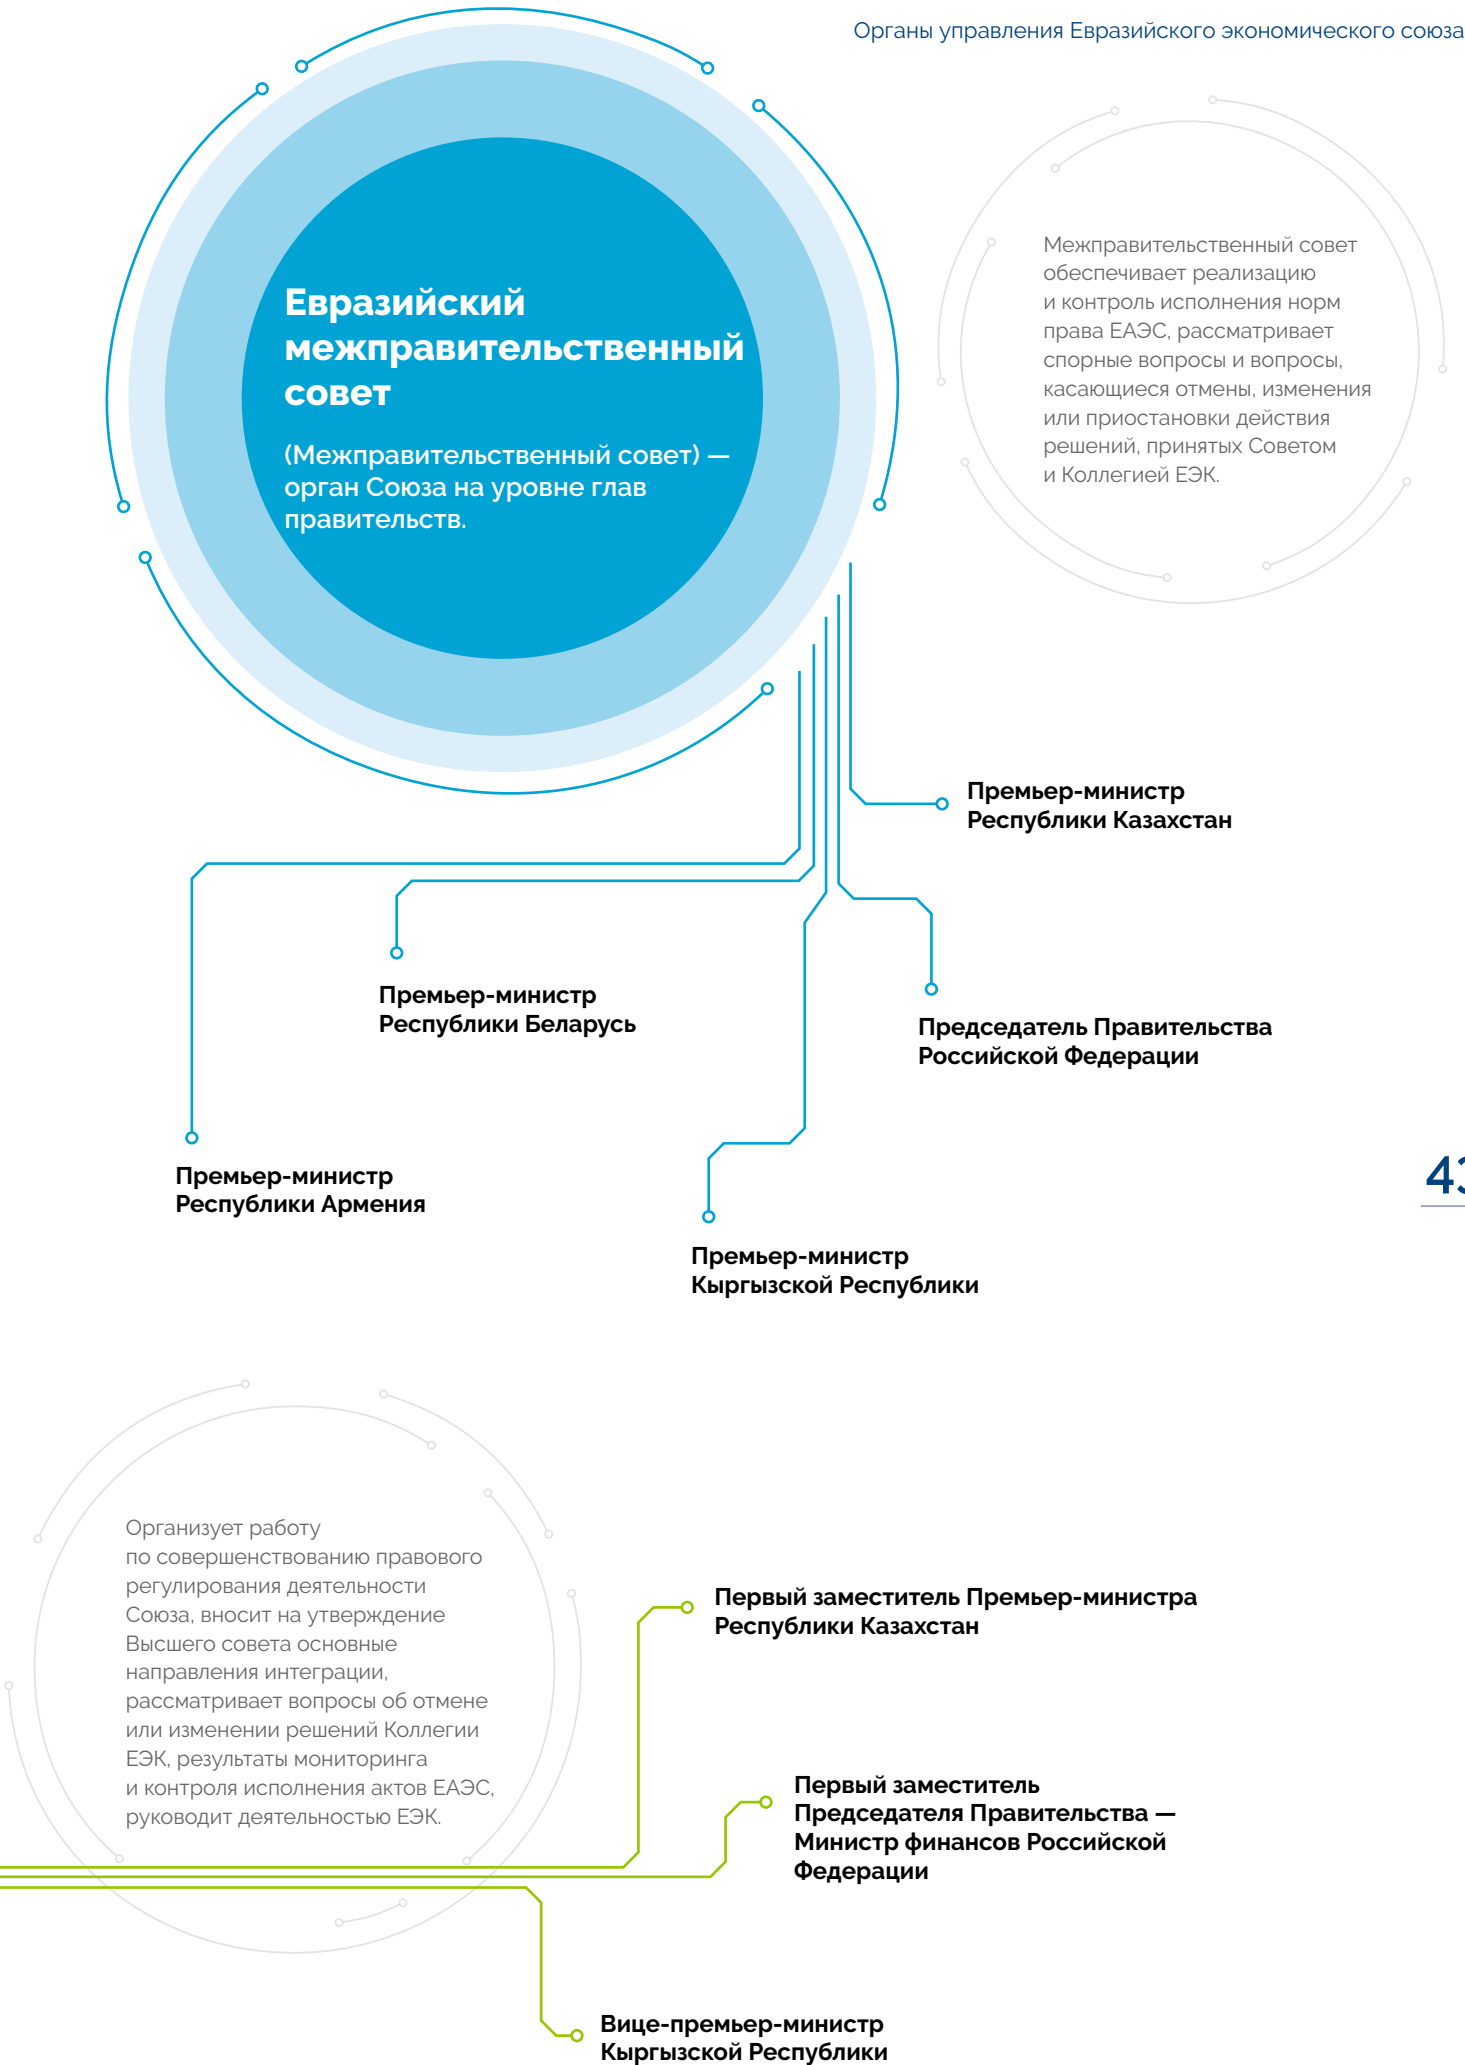 Органы управления Евразийского экономического союза
Евразийский
межправительственный
совет
(Межправительственный совет) —
орган Союза на уровне глав
правительств.
Межправительственный совет
обеспечивает реализацию
и контроль исполнения норм
права ЕАЭС, рассматривает
спорные вопросы и вопросы,
касающиеся отмены, изменения
или приостановки действия
решений, принятых Советом
и Коллегией ЕЭК.
Премьер-министр
Республики Казахстан
Премьер-министр
Республики Беларусь
Председатель Правительства
Российской Федерации
Премьер-министр
Республики Армения
43
Премьер-министр
Кыргызской Республики
Организует работу
по совершенствованию правового
регулирования деятельности
Союза, вносит на утверждение
Высшего совета основные
направления интеграции,
рассматривает вопросы об отмене
или изменении решений Коллегии
ЕЭК, результаты мониторинга
и контроля исполнения актов ЕАЭС,
руководит деятельностью ЕЭК.
Первый заместитель Премьер-министра
Республики Казахстан
Первый заместитель
Председателя Правительства —
Министр финансов Российской
Федерации
Вице-премьер-министр
Кыргызской Республики